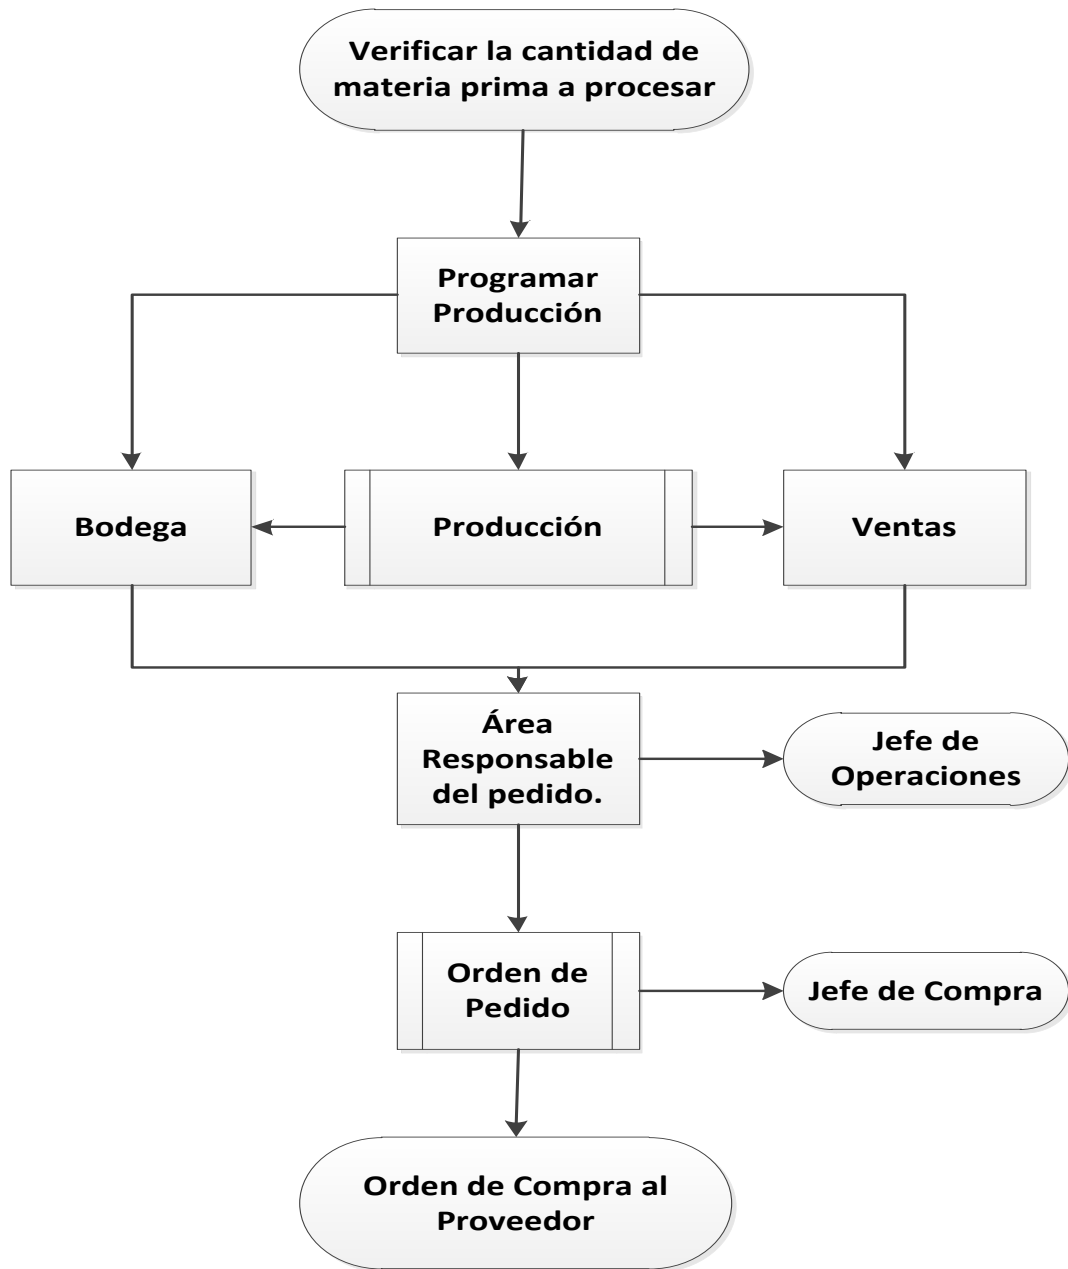 Verificar la cantidad de
materia prima a procesar
Programar
Producción
Bodega
Producción
Ventas
Área
Responsable
del pedido.
Jefe de
Operaciones
Orden de
Pedido
Jefe de Compra
Orden de Compra al
Proveedor